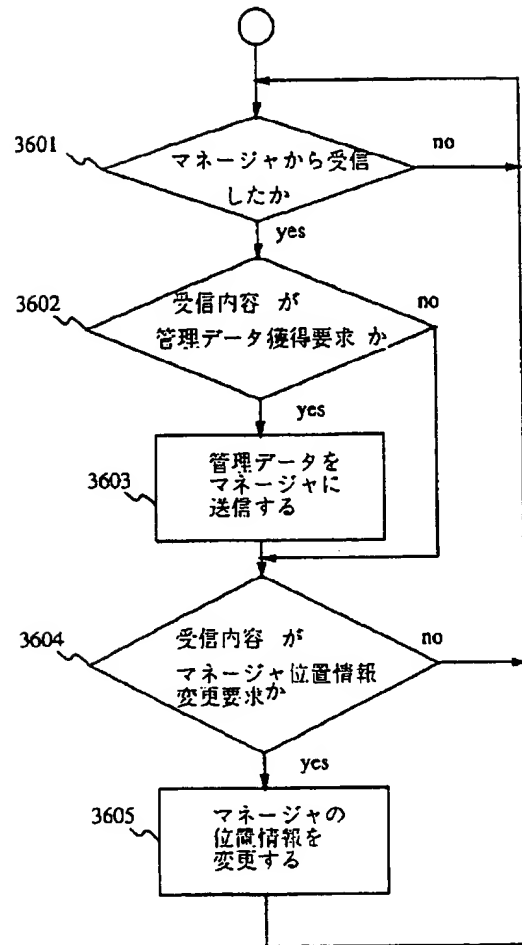 3601
マネージャから受信
したか
no
yes
3602
受信内容 が
管理データ獲得要求 か
no
yes
3603
管理データを
マネージャに
送信する
3604
受信内容 が
マネージャ位置情報
変更要求か
no
yes
3605
マネージャの
位置情報を
変更する